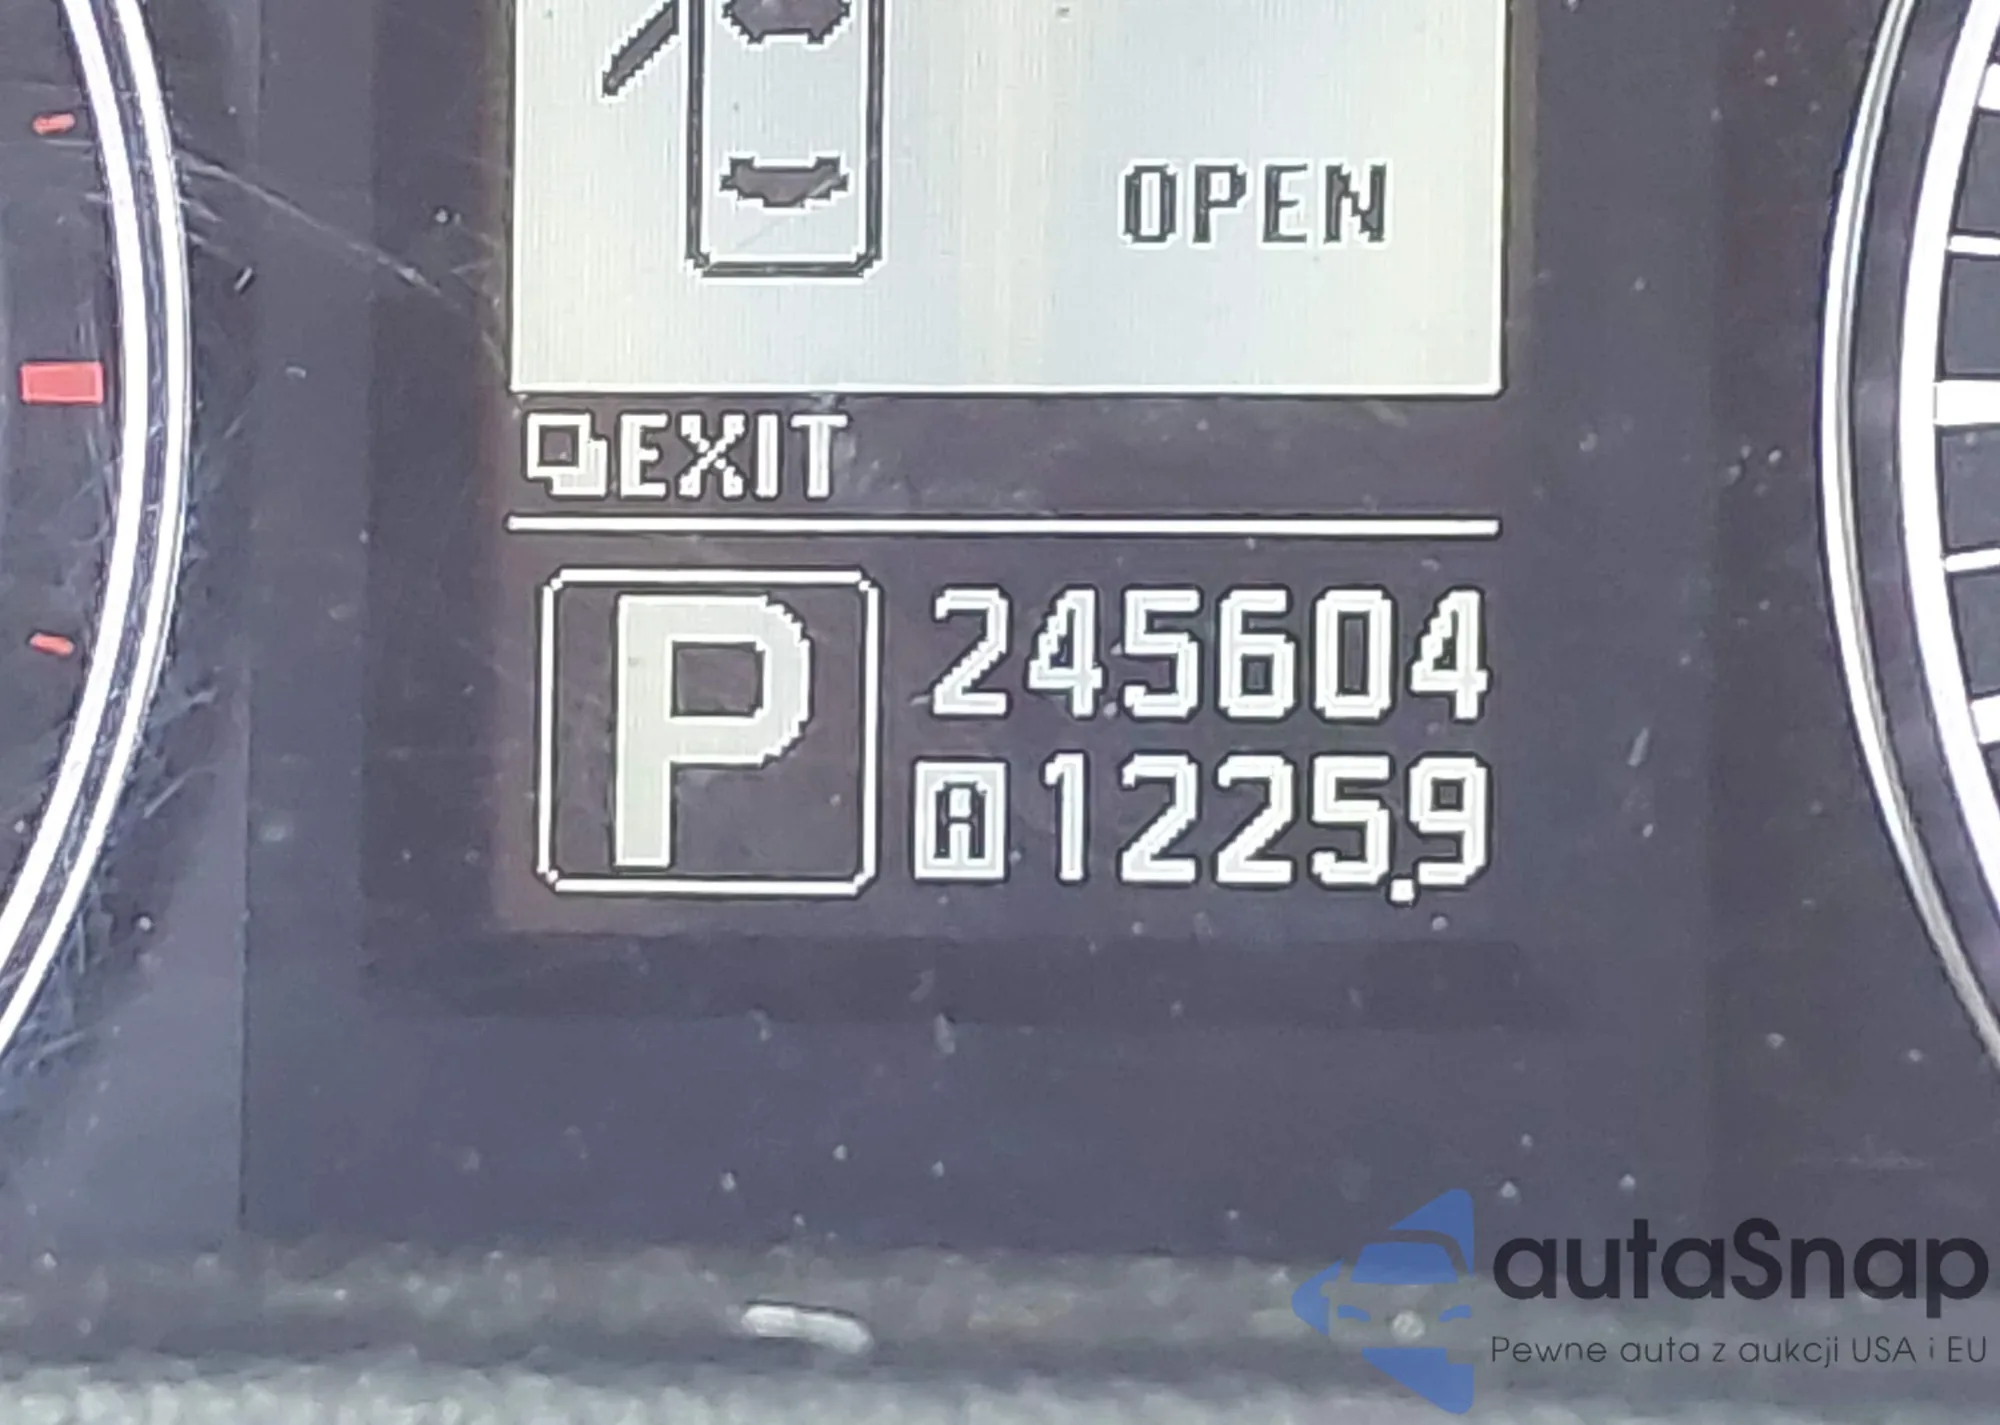 OPEN
EXIT
P
245604
A 1225.9
autaSnap
Pewne auta z aukcji USA i EU